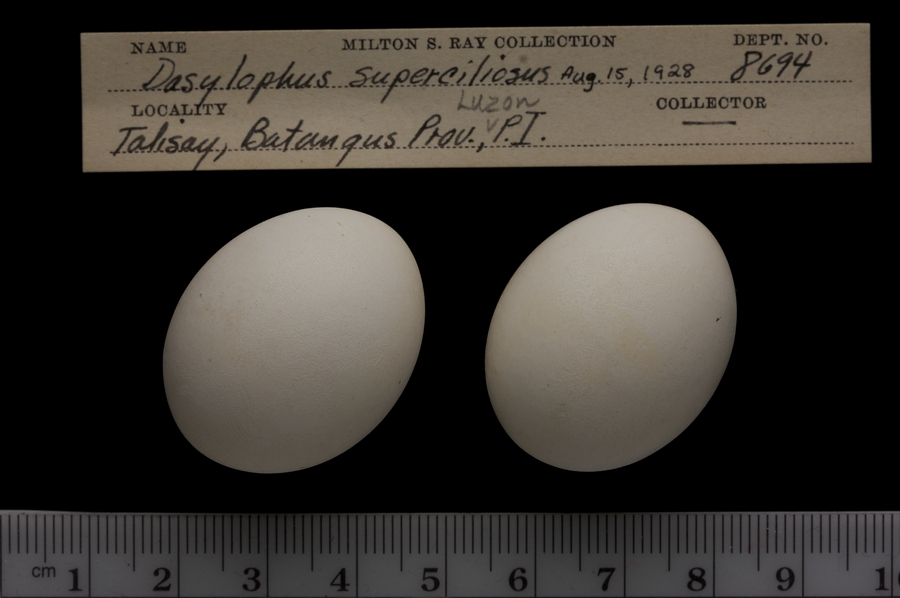 NAME MILTON S. RAY COLLECTION DEPT. NO.
Dasylophus superciliosus Aug. 15, 1928 8694
LOCALITY Luzon COLLECTOR
Talisay, Batangus Prov., P.I.
cm 1 2 3 4 5 6 7 8 9